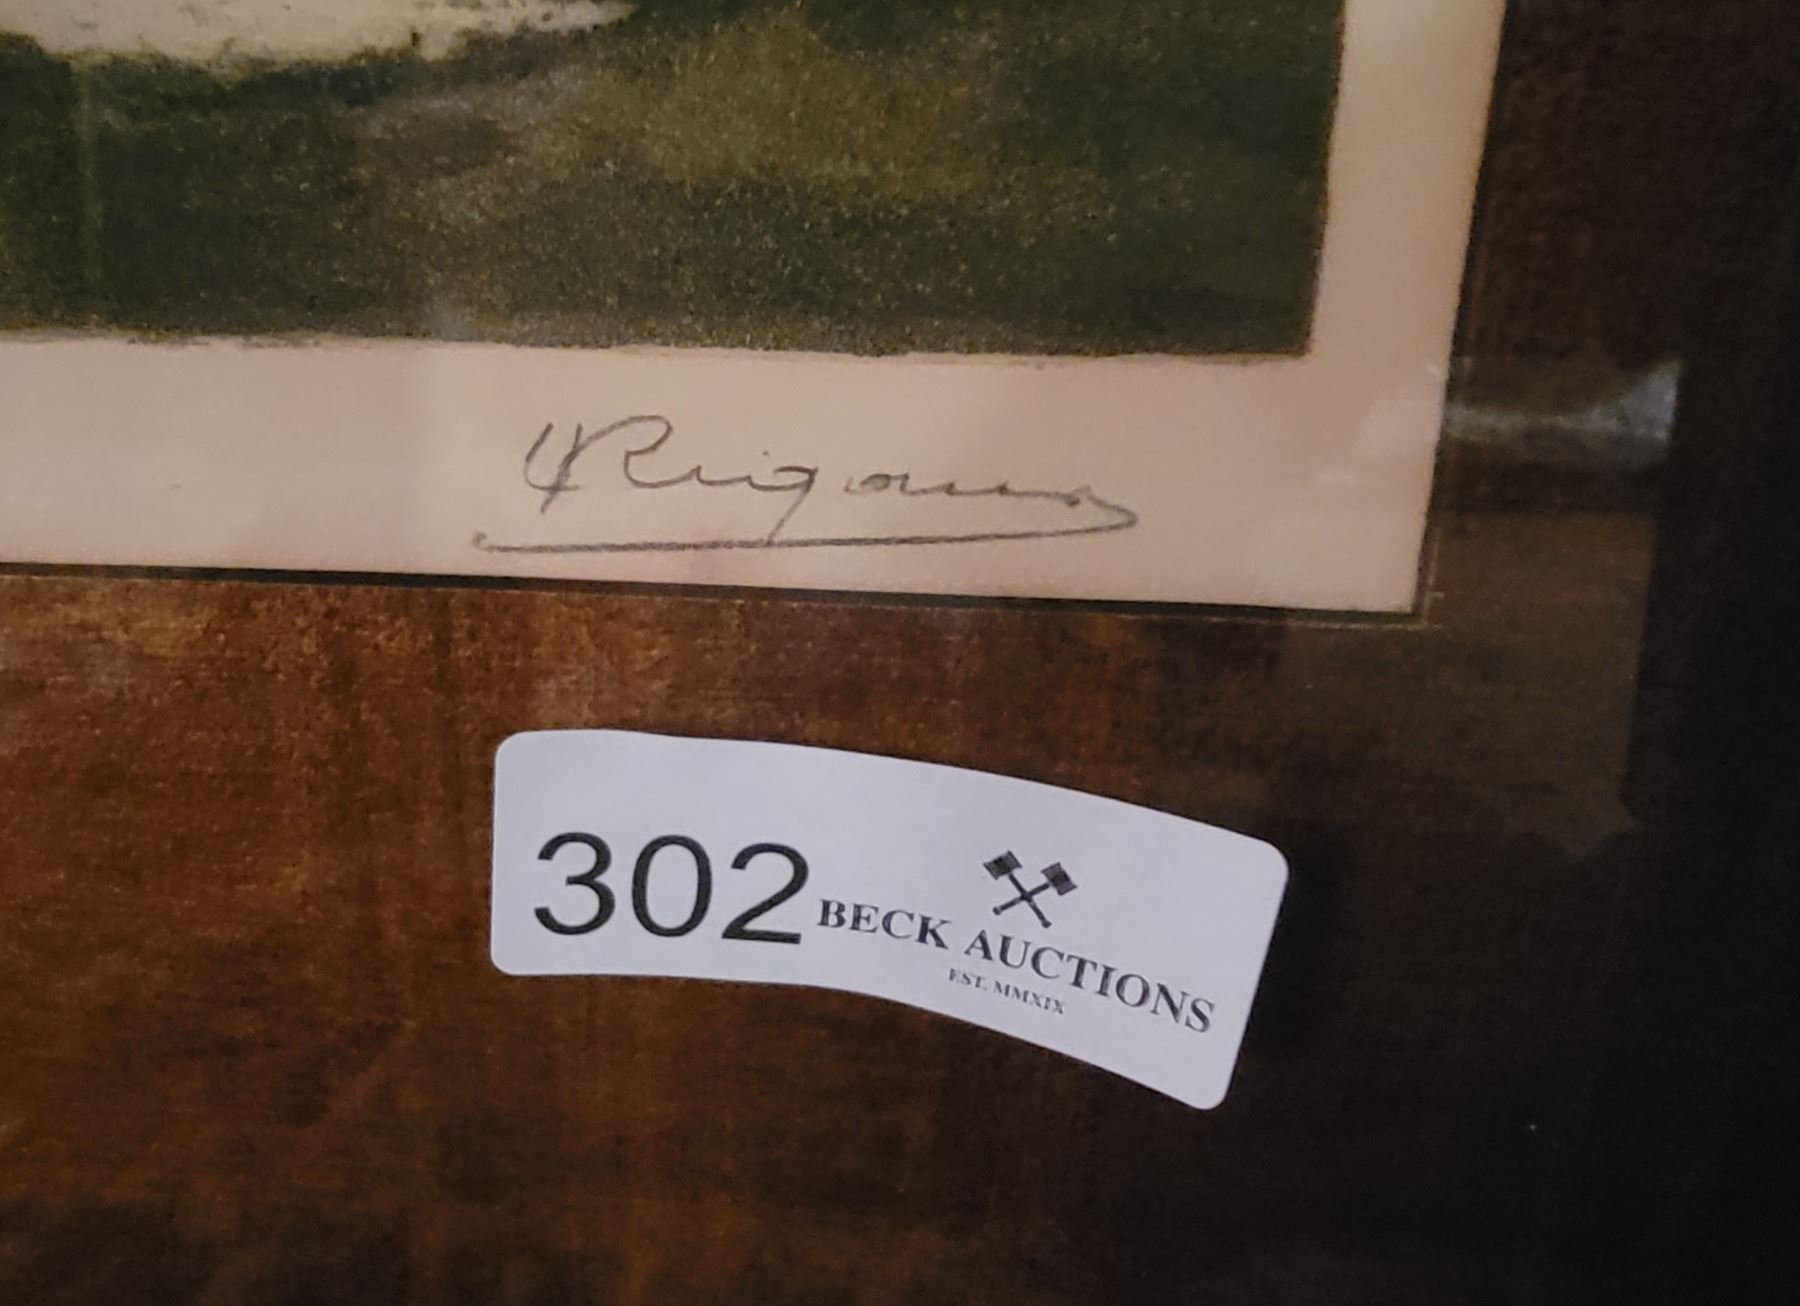 302
BECK AUCTIONS
EST. MMXIX